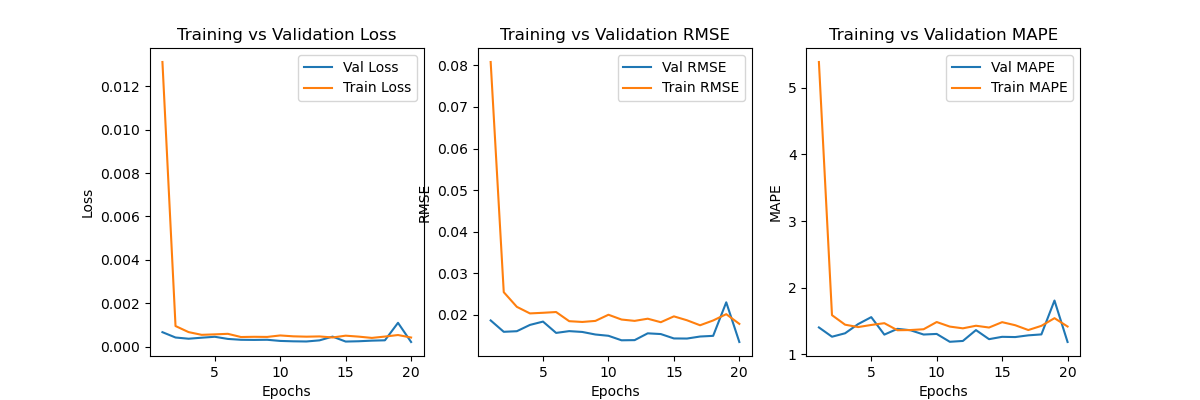 Training vs Validation Loss
Val Loss
Train Loss
0.012
0.010
0.008
0.006
0.004
0.002
0.000
Loss
5
10
15
20
Epochs
Training vs Validation RMSE
Val RMSE
Train RMSE
0.08
0.07
0.06
0.05
0.04
0.03
0.02
RMSE
5
10
15
20
Epochs
Training vs Validation MAPE
Val MAPE
Train MAPE
5
4
3
2
1
MAPE
5
10
15
20
Epochs